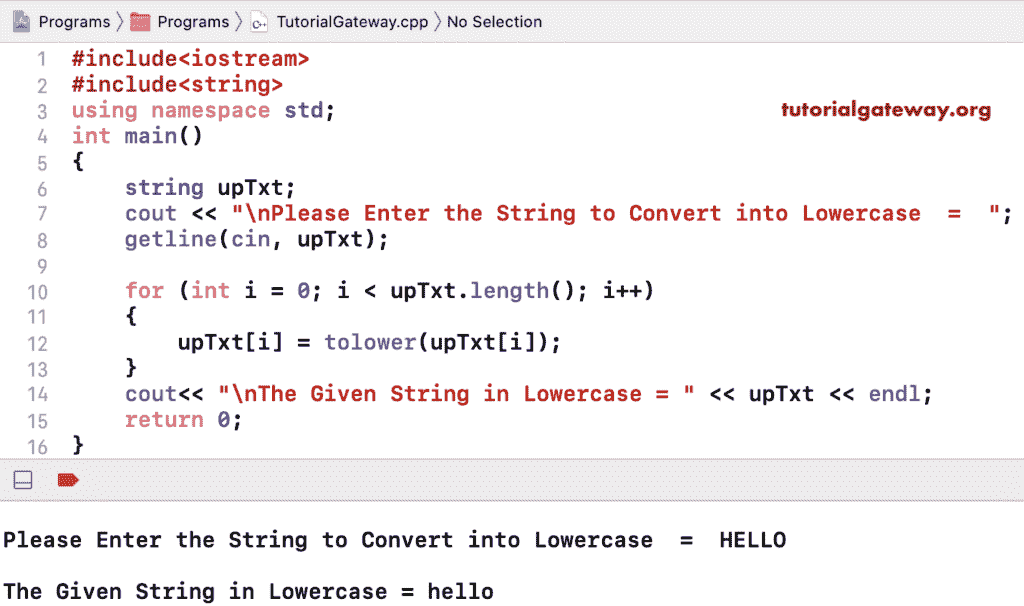 Programs 〉 Programs 〉 TutorialGateway.cpp 〉 No Selection
1 #include<iostream>
2 #include<string>
3 using namespace std;
tutorialgateway.org
4 int main()
5 {
6     string upTxt;
7     cout << "\nPlease Enter the String to Convert into Lowercase  =  ";
8     getline(cin, upTxt);
9
10     for (int i = 0; i < upTxt.length(); i++)
11     {
12         upTxt[i] = tolower(upTxt[i]);
13     }
14     cout<< "\nThe Given String in Lowercase = " << upTxt << endl;
15     return 0;
16 }
Please Enter the String to Convert into Lowercase  =  HELLO
The Given String in Lowercase = hello